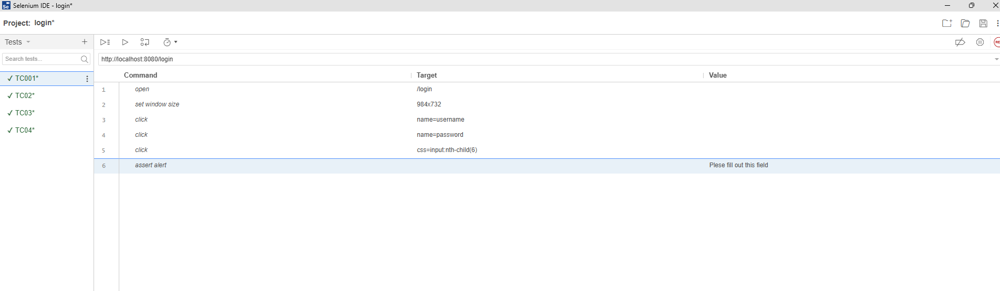 Se Selenium IDE - login*
Project: login*
Tests
Search tests...
http://localhost:8080/login
Command Target Value
✓ TC001*
✓ TC02*
✓ TC03*
✓ TC04*
1 open /login
2 set window size 984x732
3 click name=username
4 click name=password
5 click css=input:nth-child(6)
6 assert alert Plese fill out this field